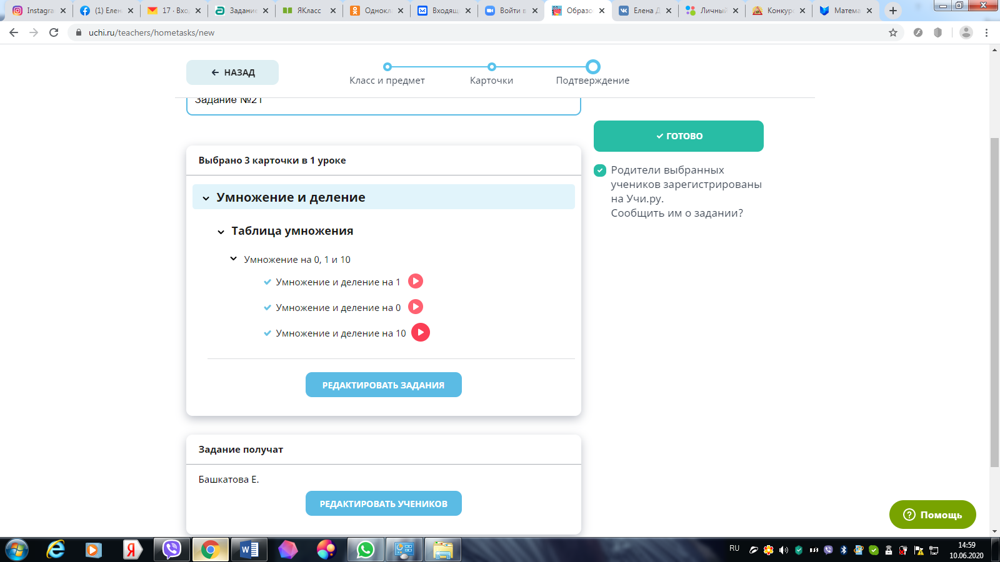 Instagra
(1) Елен
17 · Вхо
Задание
ЯКласс
Однокл
Входящ
Войти в
Образо
Елена Д
Личный
Конкур
Матема
uchi.ru/teachers/hometasks/new
НАЗАД
Класс и предмет
Карточки
Подтверждение
Задание №21
ГОТОВО
Выбрано 3 карточки в 1 уроке
Родители выбранных
учеников зарегистрированы
на Учи.ру.
Сообщить им о задании?
Умножение и деление
Таблица умножения
Умножение на 0, 1 и 10
Умножение и деление на 1
Умножение и деление на 0
Умножение и деление на 10
РЕДАКТИРОВАТЬ ЗАДАНИЯ
Задание получат
Башкатова Е.
РЕДАКТИРОВАТЬ УЧЕНИКОВ
Помощь
RU
14:59
10.06.2020